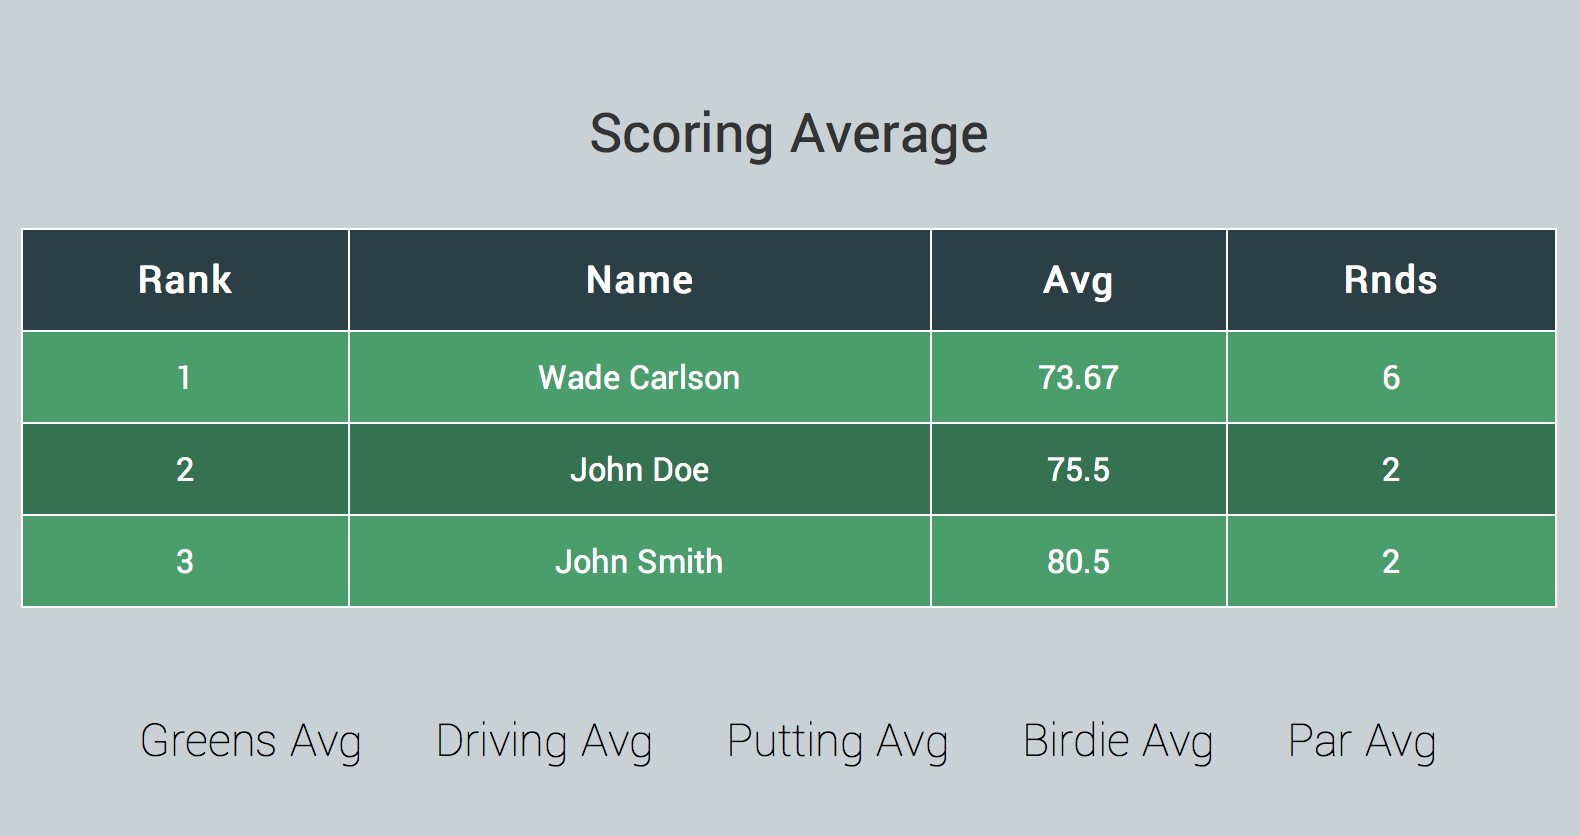 Scoring Average
Rank Name Avg Rnds
1 Wade Carlson 73.67 6
2 John Doe 75.5 2
3 John Smith 80.5 2
Greens Avg Driving Avg Putting Avg Birdie Avg Par Avg